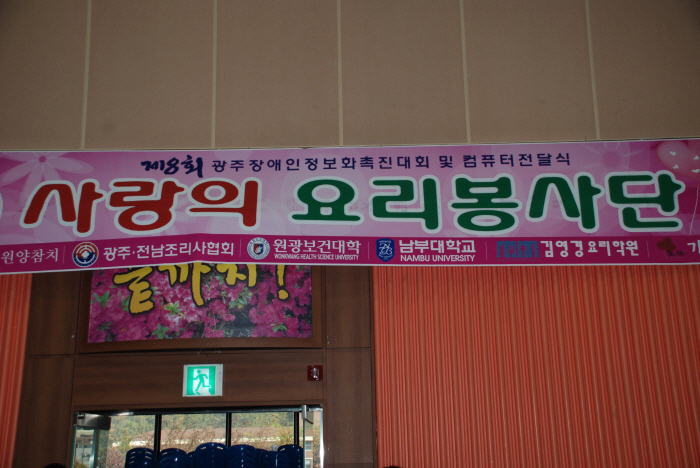 제8회 광주장애인정보화촉진대회 및 컴퓨터전달식
사랑의 요리봉사단
원양참치 광주·전남조리사협회 원광보건대학 남부대학교 김영경요리학원
WONKWANG HEALTH SCIENCE UNIVERSITY NAMBU UNIVERSITY
끝까지!